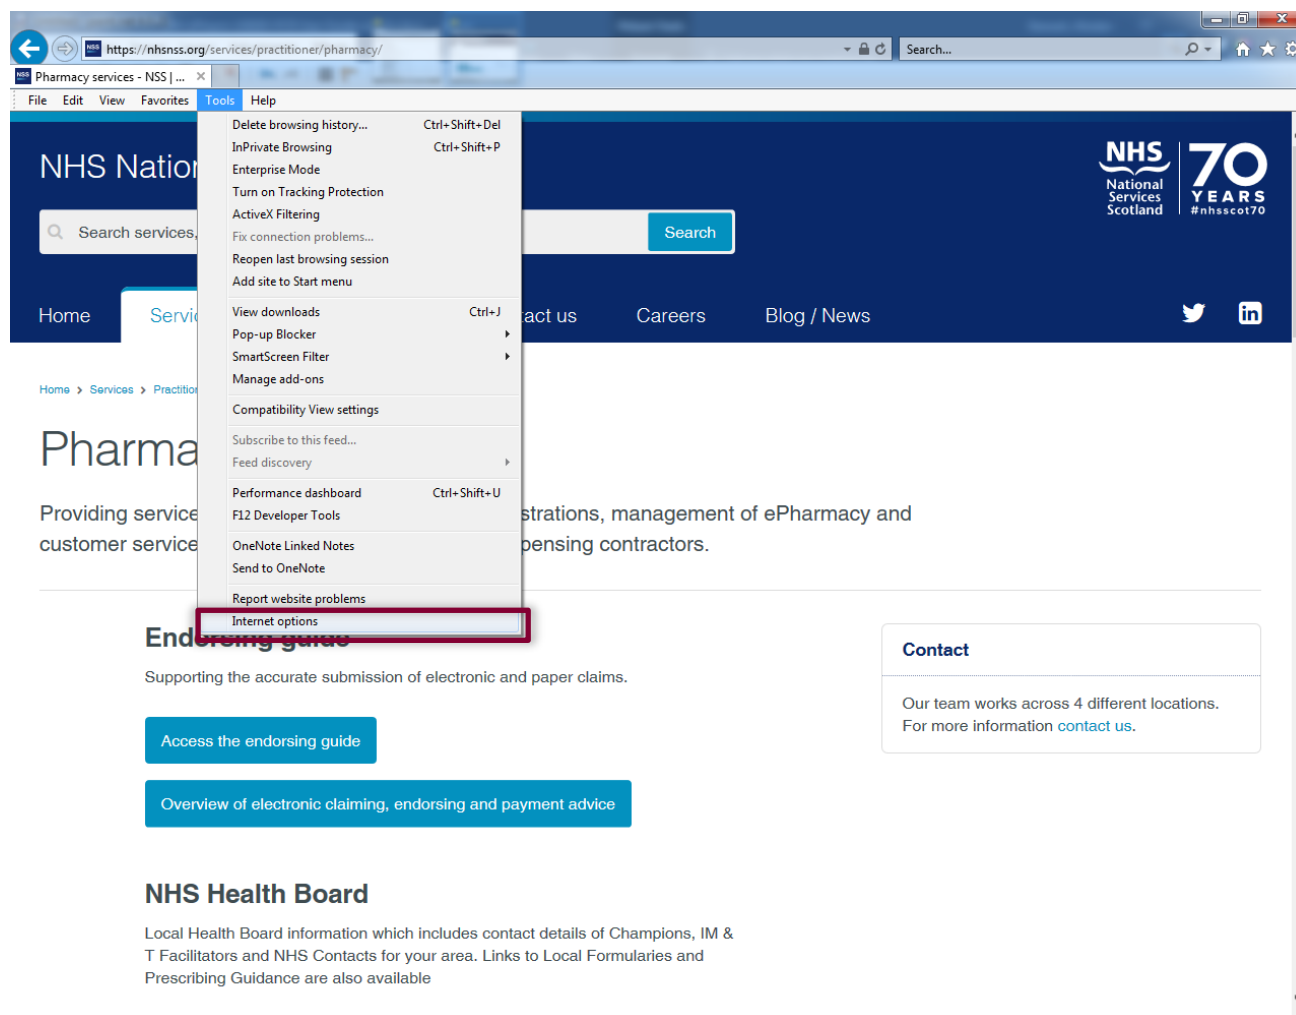 https://nhsnss.org/services/practitioner/pharmacy/
Search...
Pharmacy services - NSS | ...
File Edit View Favorites Tools Help
Delete browsing history... Ctrl+Shift+Del
InPrivate Browsing Ctrl+Shift+P
Enterprise Mode
Turn on Tracking Protection
ActiveX Filtering
Fix connection problems...
Reopen last browsing session
Add site to Start menu
View downloads Ctrl+J
Pop-up Blocker
SmartScreen Filter
Manage add-ons
Compatibility View settings
Subscribe to this feed...
Feed discovery
Performance dashboard Ctrl+Shift+U
F12 Developer Tools
OneNote Linked Notes
Send to OneNote
Report website problems
Internet options
NHS Nation
NHS
National
Services
Scotland
70
YEARS
#nhsscot70
Search services,
Search
Home Servic tact us Careers Blog / News
Home > Services > Practition
Pharma
Providing service strations, management of ePharmacy and
customer service pensing contractors.
Endorsing guide
Supporting the accurate submission of electronic and paper claims.
Access the endorsing guide
Overview of electronic claiming, endorsing and payment advice
Contact
Our team works across 4 different locations.
For more information contact us.
NHS Health Board
Local Health Board information which includes contact details of Champions, IM &
T Facilitators and NHS Contacts for your area. Links to Local Formularies and
Prescribing Guidance are also available